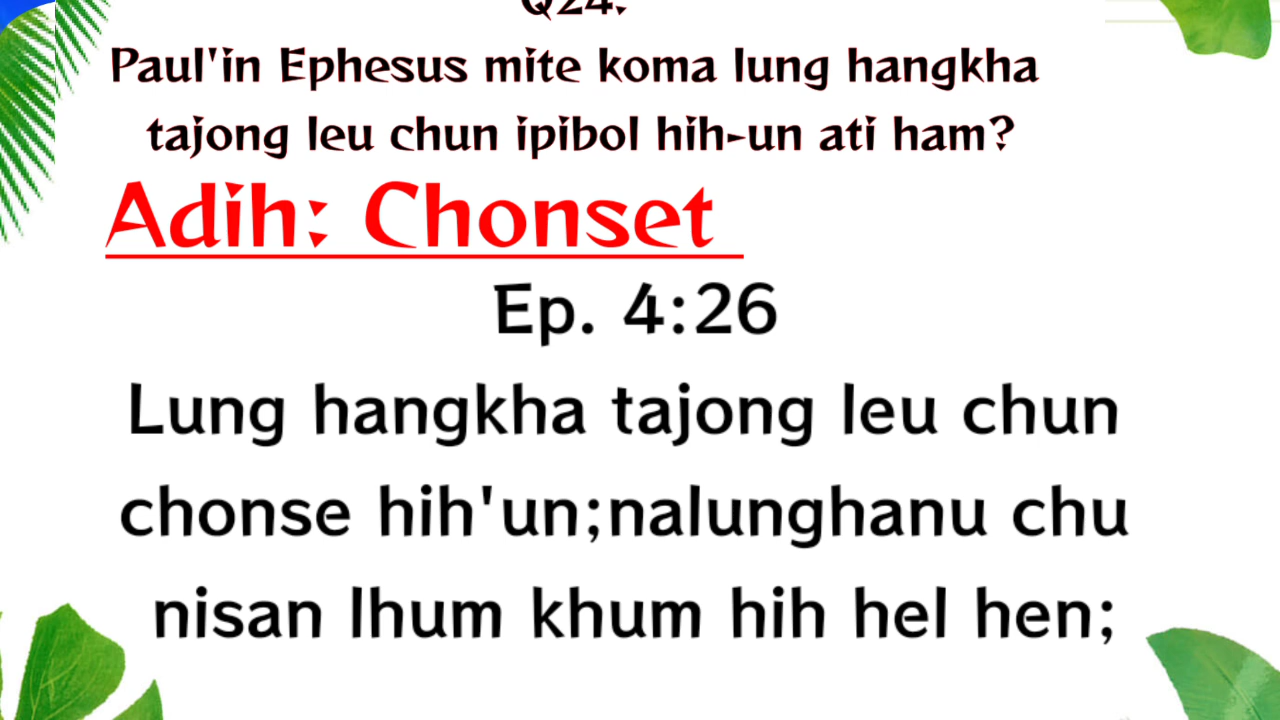 Q24.
Paul'in Ephesus mite koma lung hangkha
tajong leu chun ipibol hih-un ati ham?
Adih: Chonset
Ep. 4:26
Lung hangkha tajong leu chun
chonse hih'un;nalunghanu chu
nisan lhum khum hih hel hen;